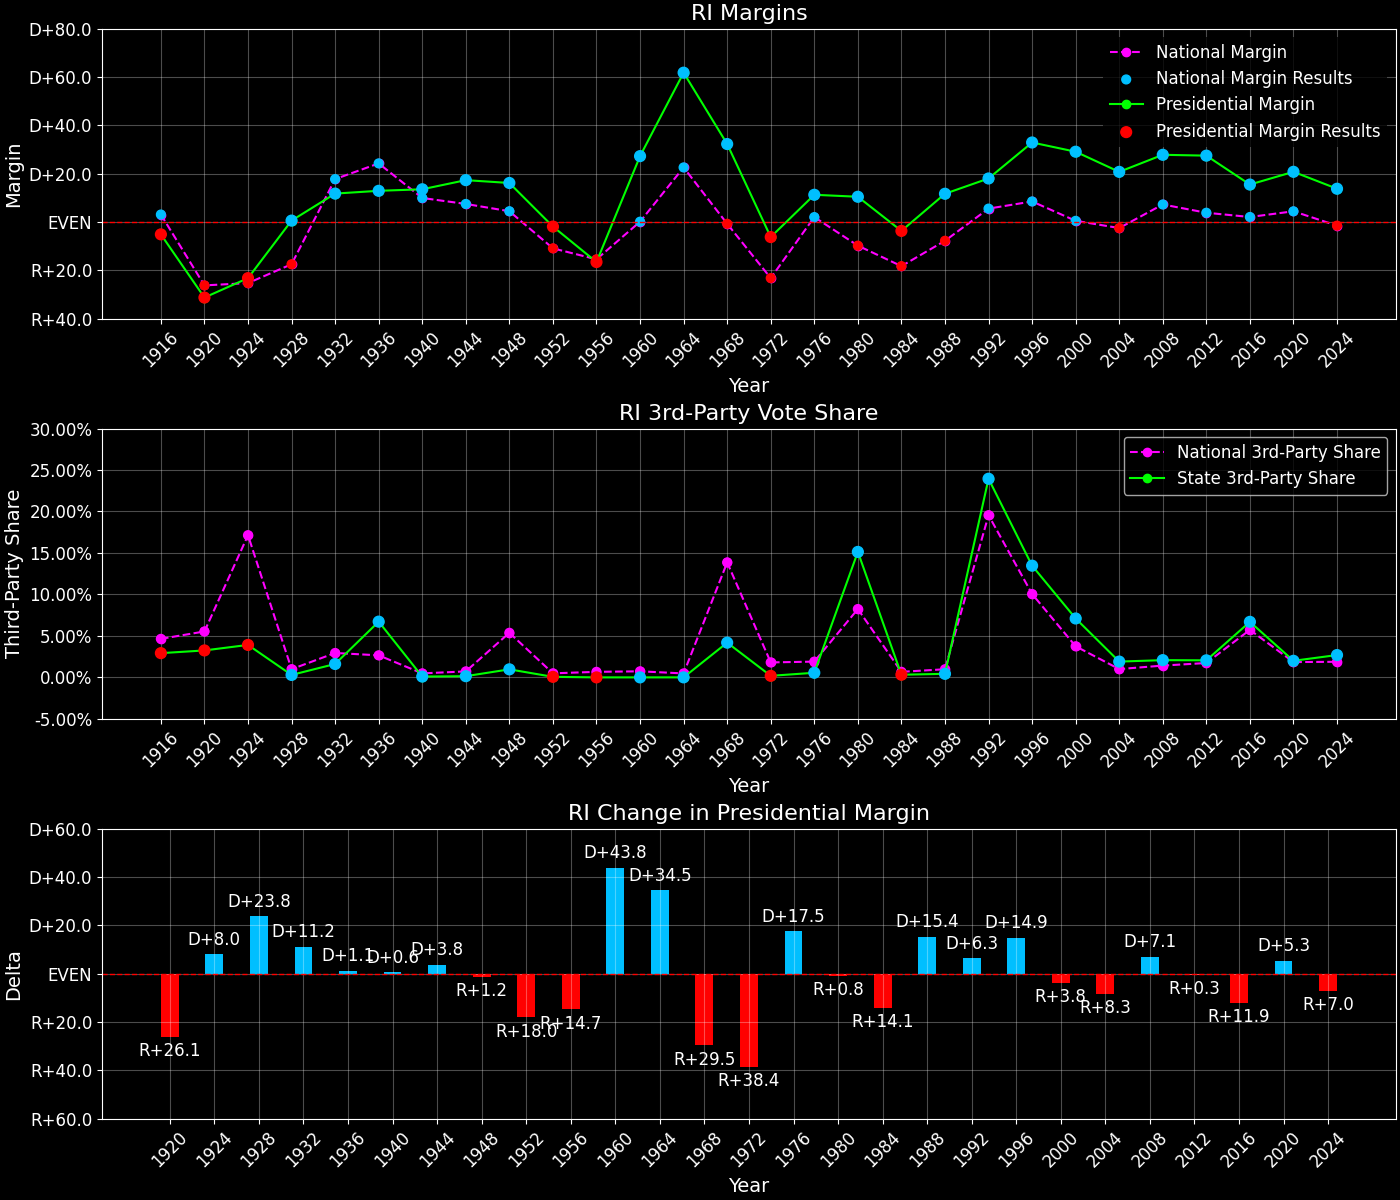 RI Margins
D+80.0
D+60.0
D+40.0
D+20.0
EVEN
R+20.0
R+40.0
Margin
National Margin
National Margin Results
Presidential Margin
Presidential Margin Results
1916 1920 1924 1928 1932 1936 1940 1944 1948 1952 1956 1960 1964 1968 1972 1976 1980 1984 1988 1992 1996 2000 2004 2008 2012 2016 2020 2024
Year
RI 3rd-Party Vote Share
30.00%
25.00%
20.00%
15.00%
10.00%
5.00%
0.00%
-5.00%
Third-Party Share
National 3rd-Party Share
State 3rd-Party Share
1916 1920 1924 1928 1932 1936 1940 1944 1948 1952 1956 1960 1964 1968 1972 1976 1980 1984 1988 1992 1996 2000 2004 2008 2012 2016 2020 2024
Year
RI Change in Presidential Margin
D+60.0
D+40.0
D+20.0
EVEN
R+20.0
R+40.0
R+60.0
Delta
R+26.1
D+8.0
D+23.8
D+11.2
D+1.1
D+0.6
D+3.8
R+1.2
R+18.0
R+14.7
D+43.8
D+34.5
R+29.5
R+38.4
D+17.5
R+0.8
R+14.1
D+15.4
D+6.3
D+14.9
R+3.8
R+8.3
D+7.1
R+0.3
R+11.9
D+5.3
R+7.0
1920 1924 1928 1932 1936 1940 1944 1948 1952 1956 1960 1964 1968 1972 1976 1980 1984 1988 1992 1996 2000 2004 2008 2012 2016 2020 2024
Year